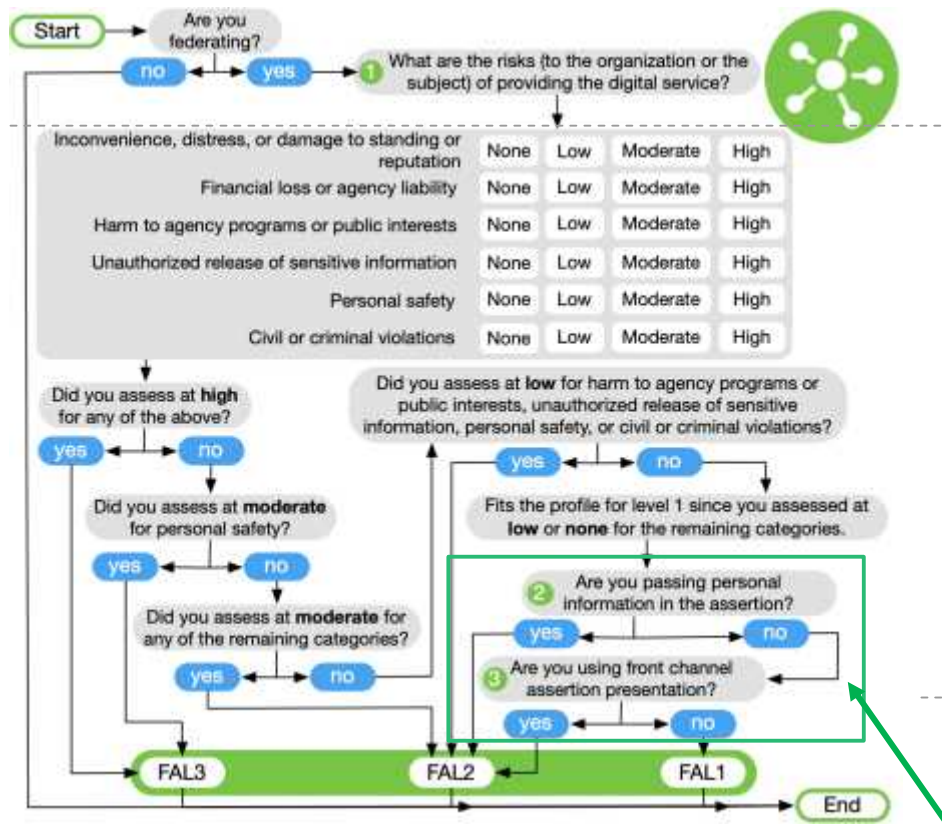 Start
Are you
federating?
no
yes
1
What are the risks (to the organization or the
subject) of providing the digital service?
Inconvenience, distress, or damage to standing or
reputation
None Low Moderate High
Financial loss or agency liability
None Low Moderate High
Harm to agency programs or public interests
None Low Moderate High
Unauthorized release of sensitive information
None Low Moderate High
Personal safety
None Low Moderate High
Civil or criminal violations
None Low Moderate High
Did you assess at high
for any of the above?
yes
no
Did you assess at moderate
for personal safety?
yes
no
Did you assess at moderate for
any of the remaining categories?
yes
no
Did you assess at low for harm to agency programs or
public interests, unauthorized release of sensitive
information, personal safety, or civil or criminal violations?
yes
no
Fits the profile for level 1 since you assessed at
low or none for the remaining categories.
2
Are you passing personal
information in the assertion?
yes
no
3
Are you using front channel
assertion presentation?
yes
no
FAL3
FAL2
FAL1
End